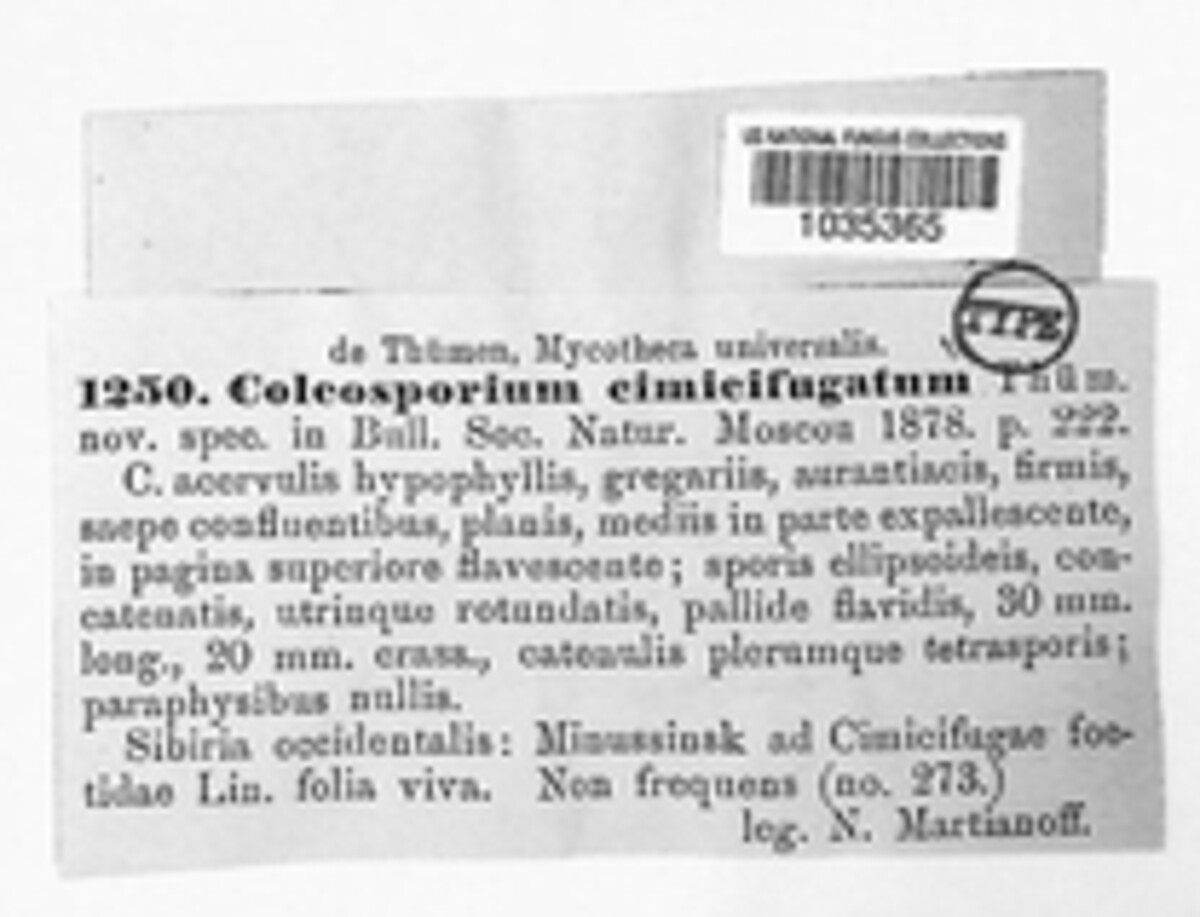 US NATIONAL FUNGUS COLLECTIONS
1035365
TYPE
de Thümen, Mycotheca universalis.
1250. Coleosporium cimicifugatum Thüm.
nov. spec. in Bull. Soc. Natur. Moscou 1878. p. 222.
C. acervulis hypophyllis, gregariis, aurantiacis, firmis,
saepe confluentibus, planis, mediis in parte expallescente,
in pagina superiore flavescente; sporis ellipsoideis, con-
catenatis, utrinque rotundatis, pallide flavidis, 30 mm.
long., 20 mm. crass., catenulis plerumque tetrasporis;
paraphysibus nullis.
Sibiria occidentalis: Minussinsk ad Cimicifugae foe-
tidae Lin. folia viva. Non frequens (no. 273.)
leg. N. Martianoff.